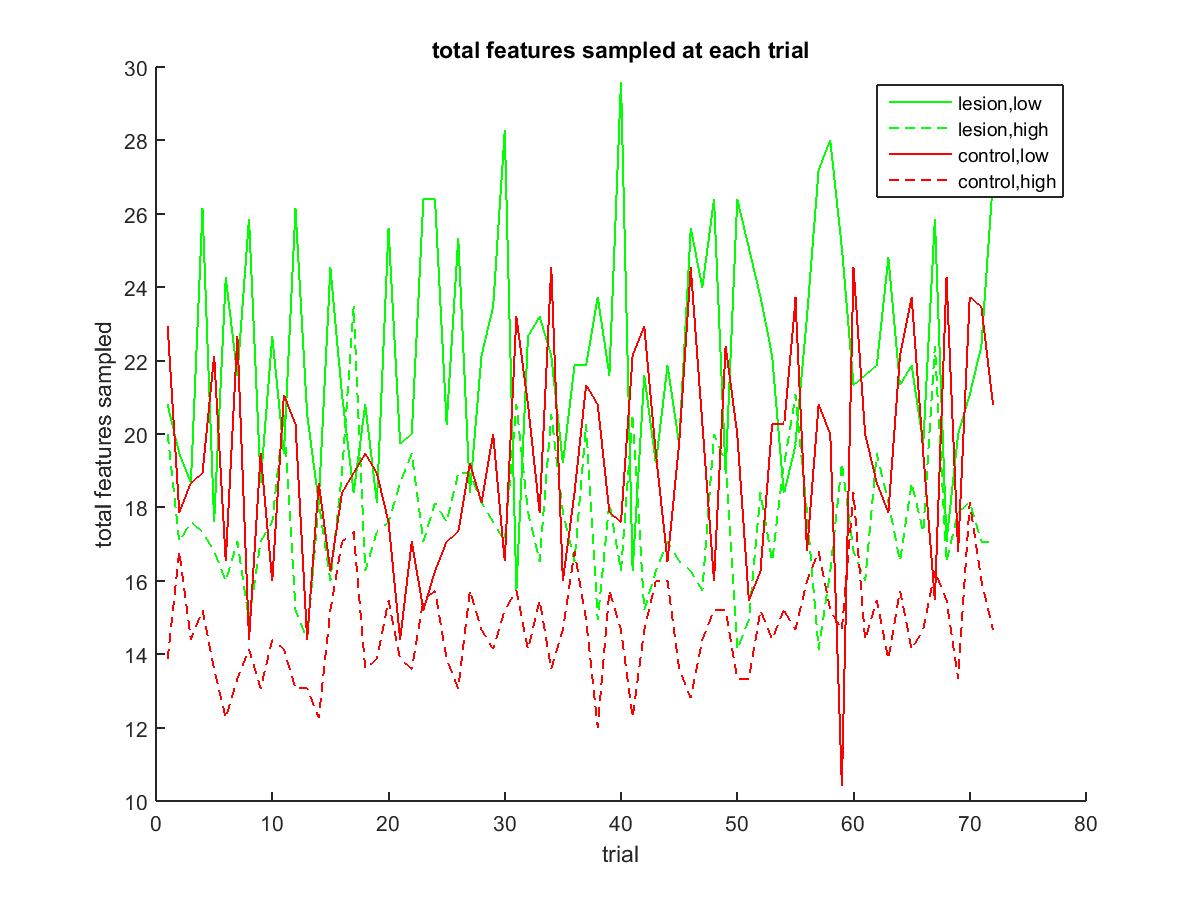 total features sampled at each trial
30
28
26
24
22
20
18
16
14
12
10
total features sampled
lesion,low
lesion,high
control,low
control,high
0 10 20 30 40 50 60 70 80
trial